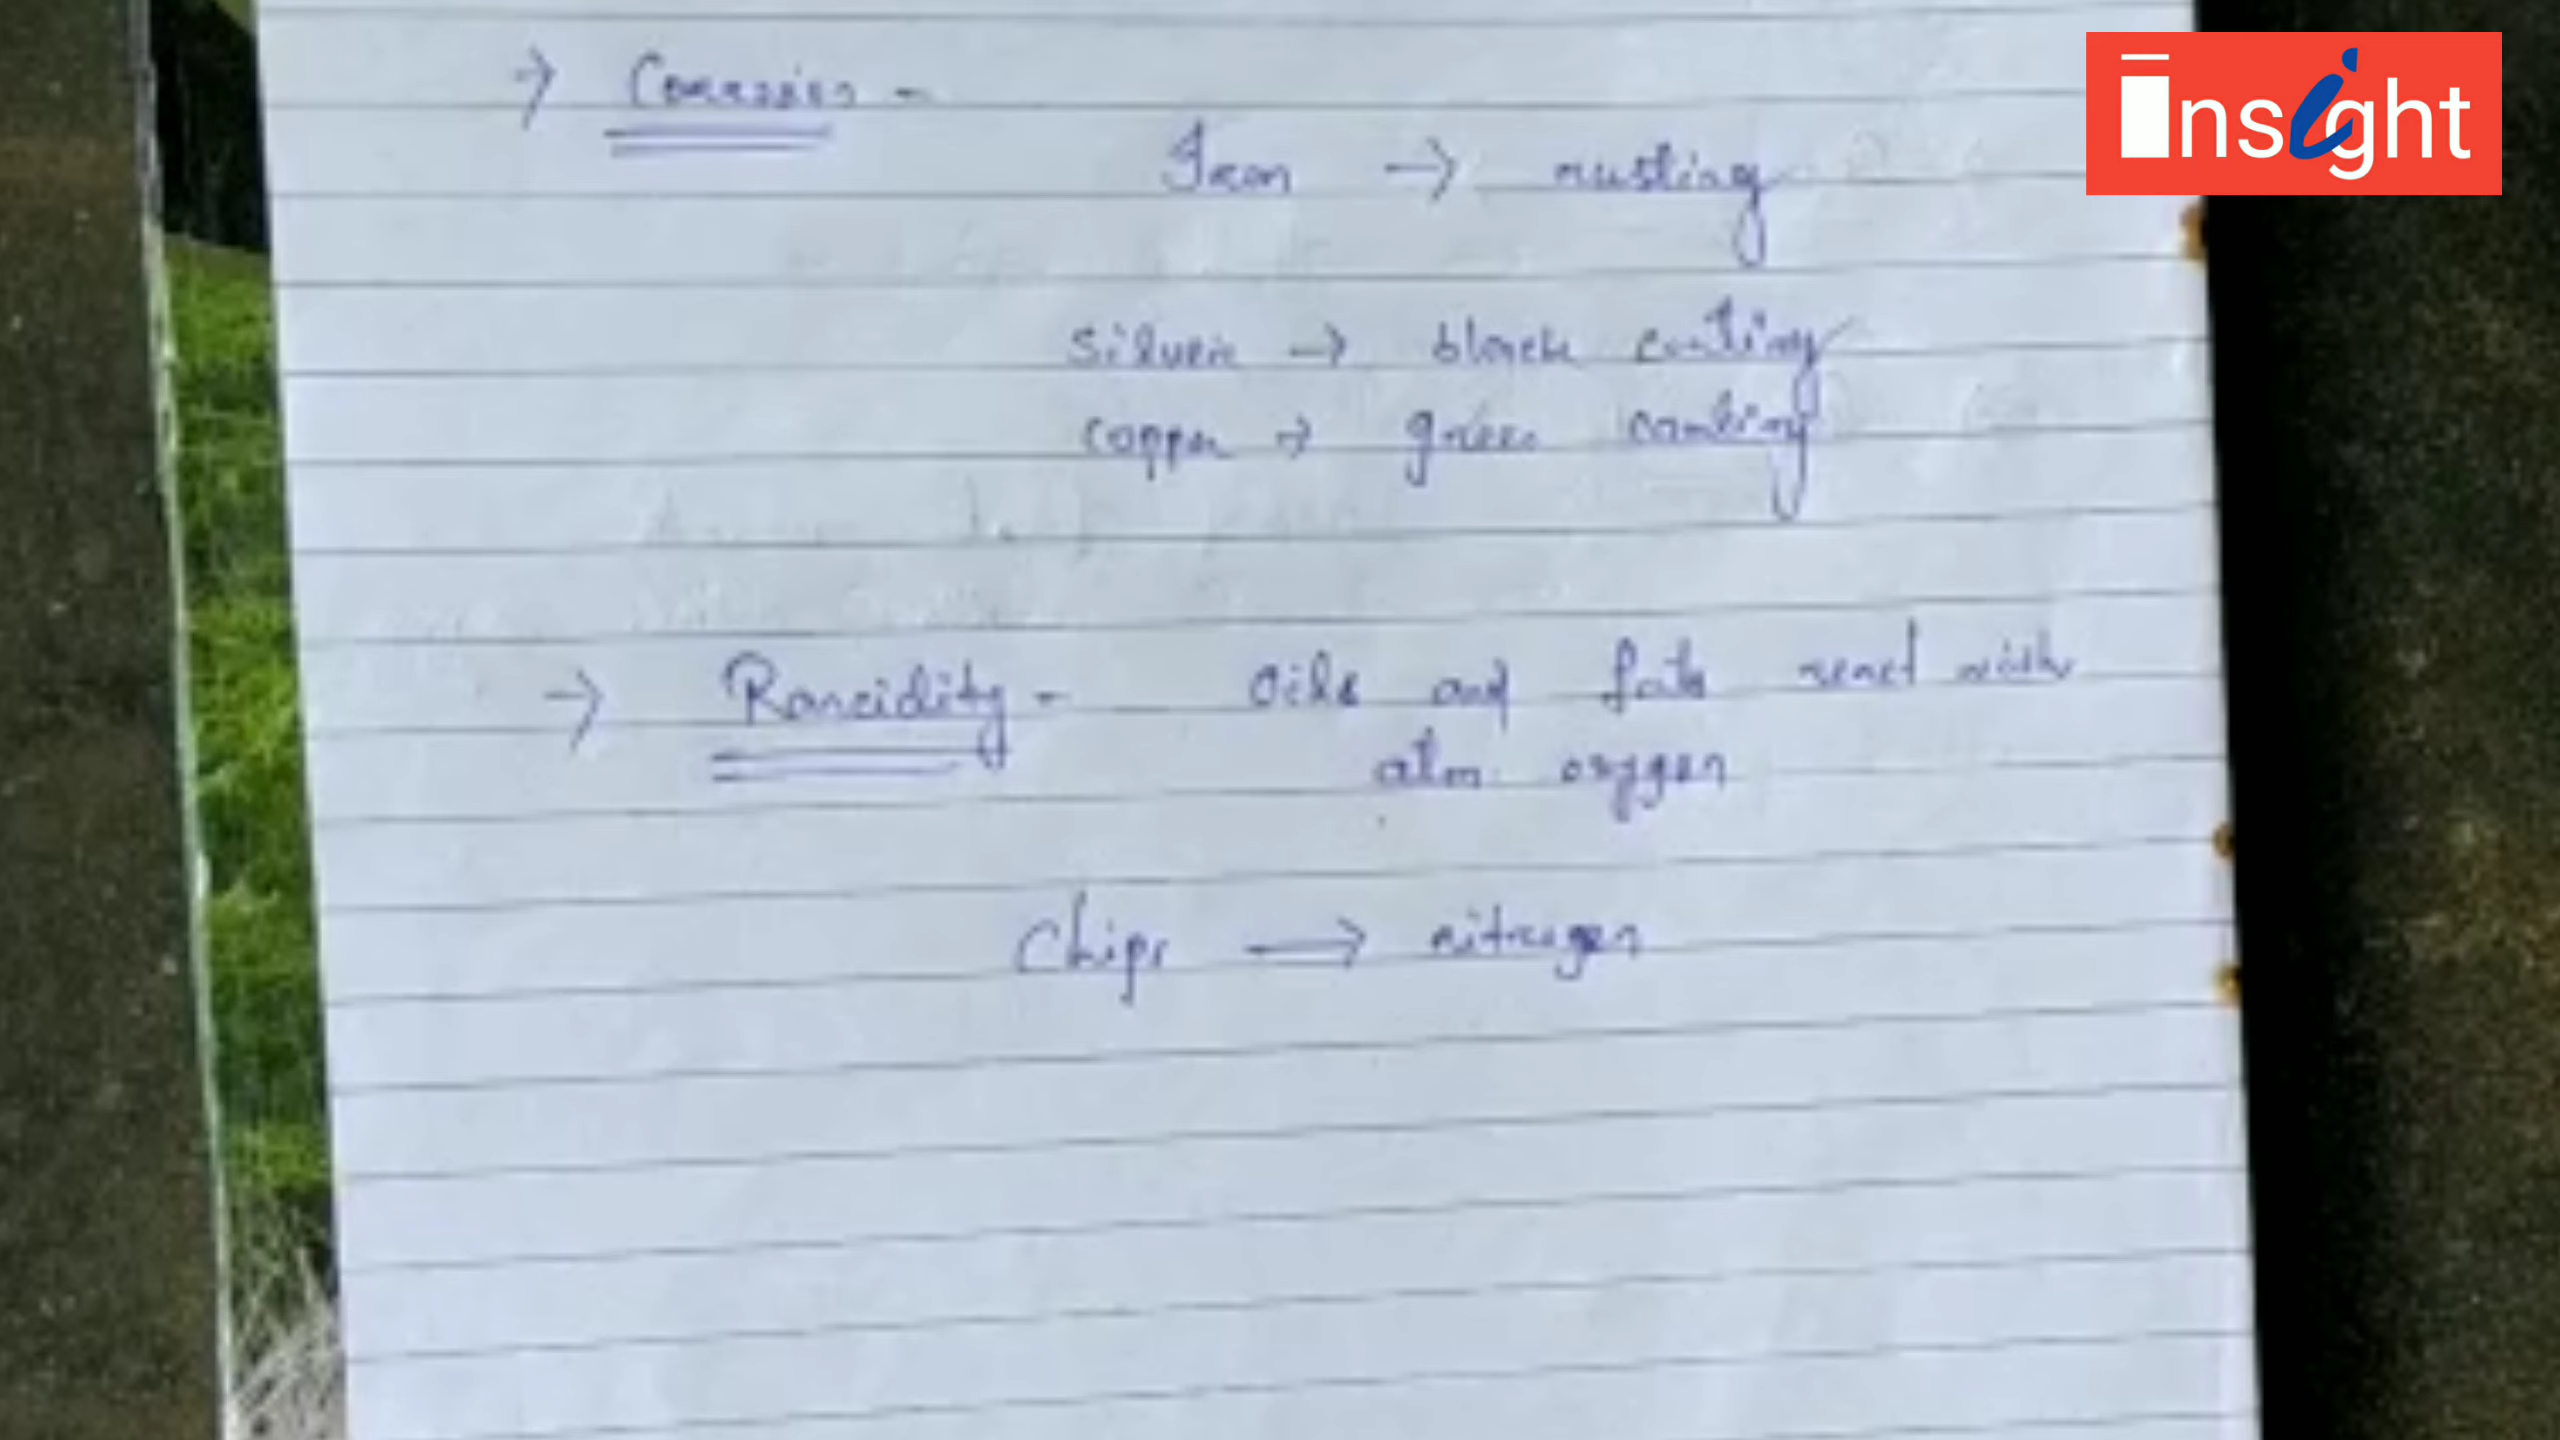 → Corrosion -
Iron → rusting
Silver → black coating
copper → green coating
→ Rancidity - Oils and fats react with
atm. oxygen
Chips → nitrogen
Insight